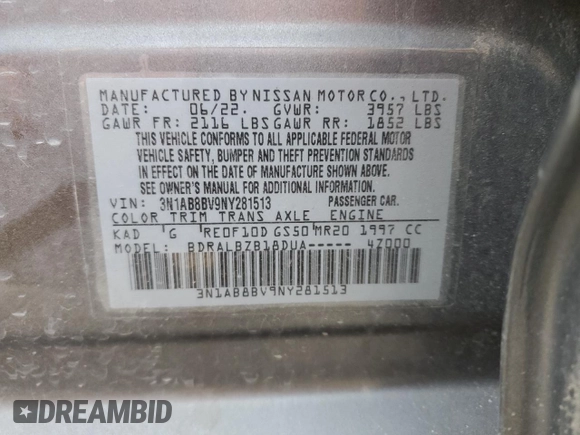 MANUFACTURED BY NISSAN MOTOR CO., LTD.
DATE: 06/22. GVWR: 3957 LBS
GAWR FR: 2116 LBS GAWR RR: 1852 LBS
THIS VEHICLE CONFORMS TO ALL APPLICABLE FEDERAL MOTOR
VEHICLE SAFETY, BUMPER AND THEFT PREVENTION STANDARDS
IN EFFECT ON THE DATE OF MANUFACTURE SHOWN ABOVE.
SEE OWNER'S MANUAL FOR ADDITIONAL INFORMATION.
VIN: 3N1AB8BV9NY281513 PASSENGER CAR.
COLOR TRIM TRANS AXLE ENGINE
KAD G RE0F10D GS50 MR20 1997 CC
MODEL: BDRALBZB18DUA----- 4Z000
3N1AB8BV9NY281513
DREAMBID